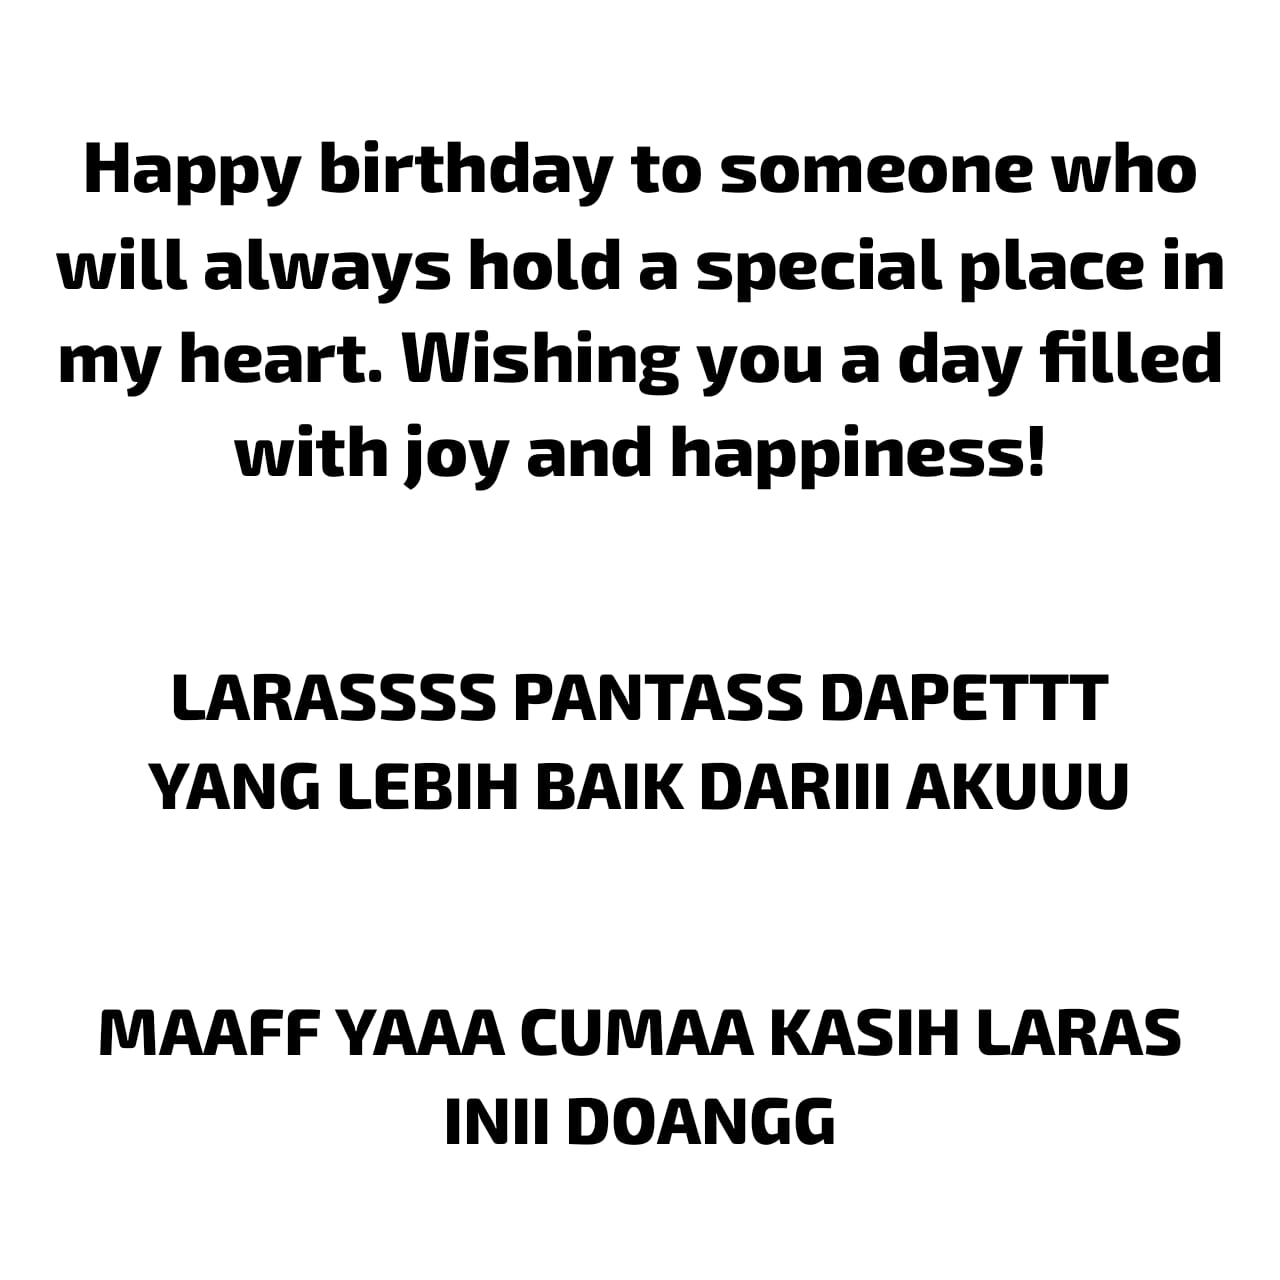 Happy birthday to someone who
will always hold a special place in
my heart. Wishing you a day filled
with joy and happiness!
LARASSSS PANTASS DAPETTT
YANG LEBIH BAIK DARIII AKUUU
MAAFF YAAA CUMAA KASIH LARAS
INII DOANGG